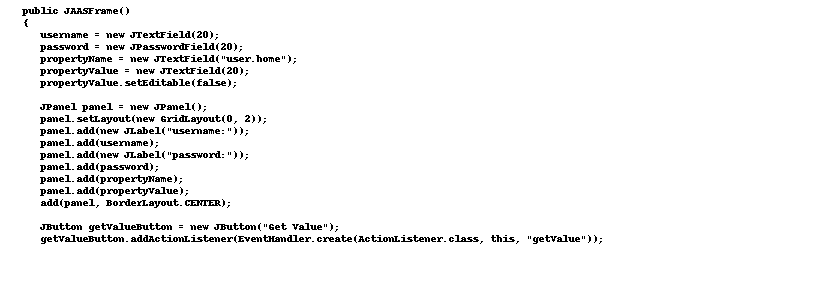 public JAASFrame()
{
username = new JTextField(20);
password = new JPasswordField(20);
propertyName = new JTextField("user.home");
propertyValue = new JTextField(20);
propertyValue.setEditable(false);
JPanel panel = new JPanel();
panel.setLayout(new GridLayout(0, 2));
panel.add(new JLabel("username:"));
panel.add(username);
panel.add(new JLabel("password:"));
panel.add(password);
panel.add(propertyName);
panel.add(propertyValue);
add(panel, BorderLayout.CENTER);
JButton getValueButton = new JButton("Get Value");
getValueButton.addActionListener(EventHandler.create(ActionListener.class, this, "getValue"));